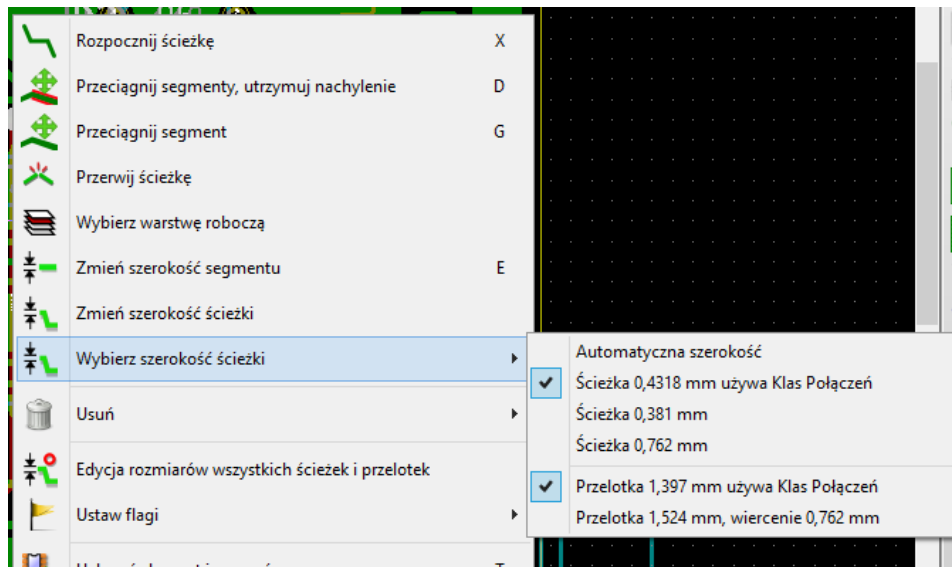 Rozpocznij ścieżkę X
Przeciągnij segmenty, utrzymuj nachylenie D
Przeciągnij segment G
Przerwij ścieżkę
Wybierz warstwę roboczą
Zmień szerokość segmentu E
Zmień szerokość ścieżki
Wybierz szerokość ścieżki
Automatyczna szerokość
Ścieżka 0,4318 mm używa Klas Połączeń
Ścieżka 0,381 mm
Ścieżka 0,762 mm
Przelotka 1,397 mm używa Klas Połączeń
Przelotka 1,524 mm, wiercenie 0,762 mm
Usuń
Edycja rozmiarów wszystkich ścieżek i przelotek
Ustaw flagi